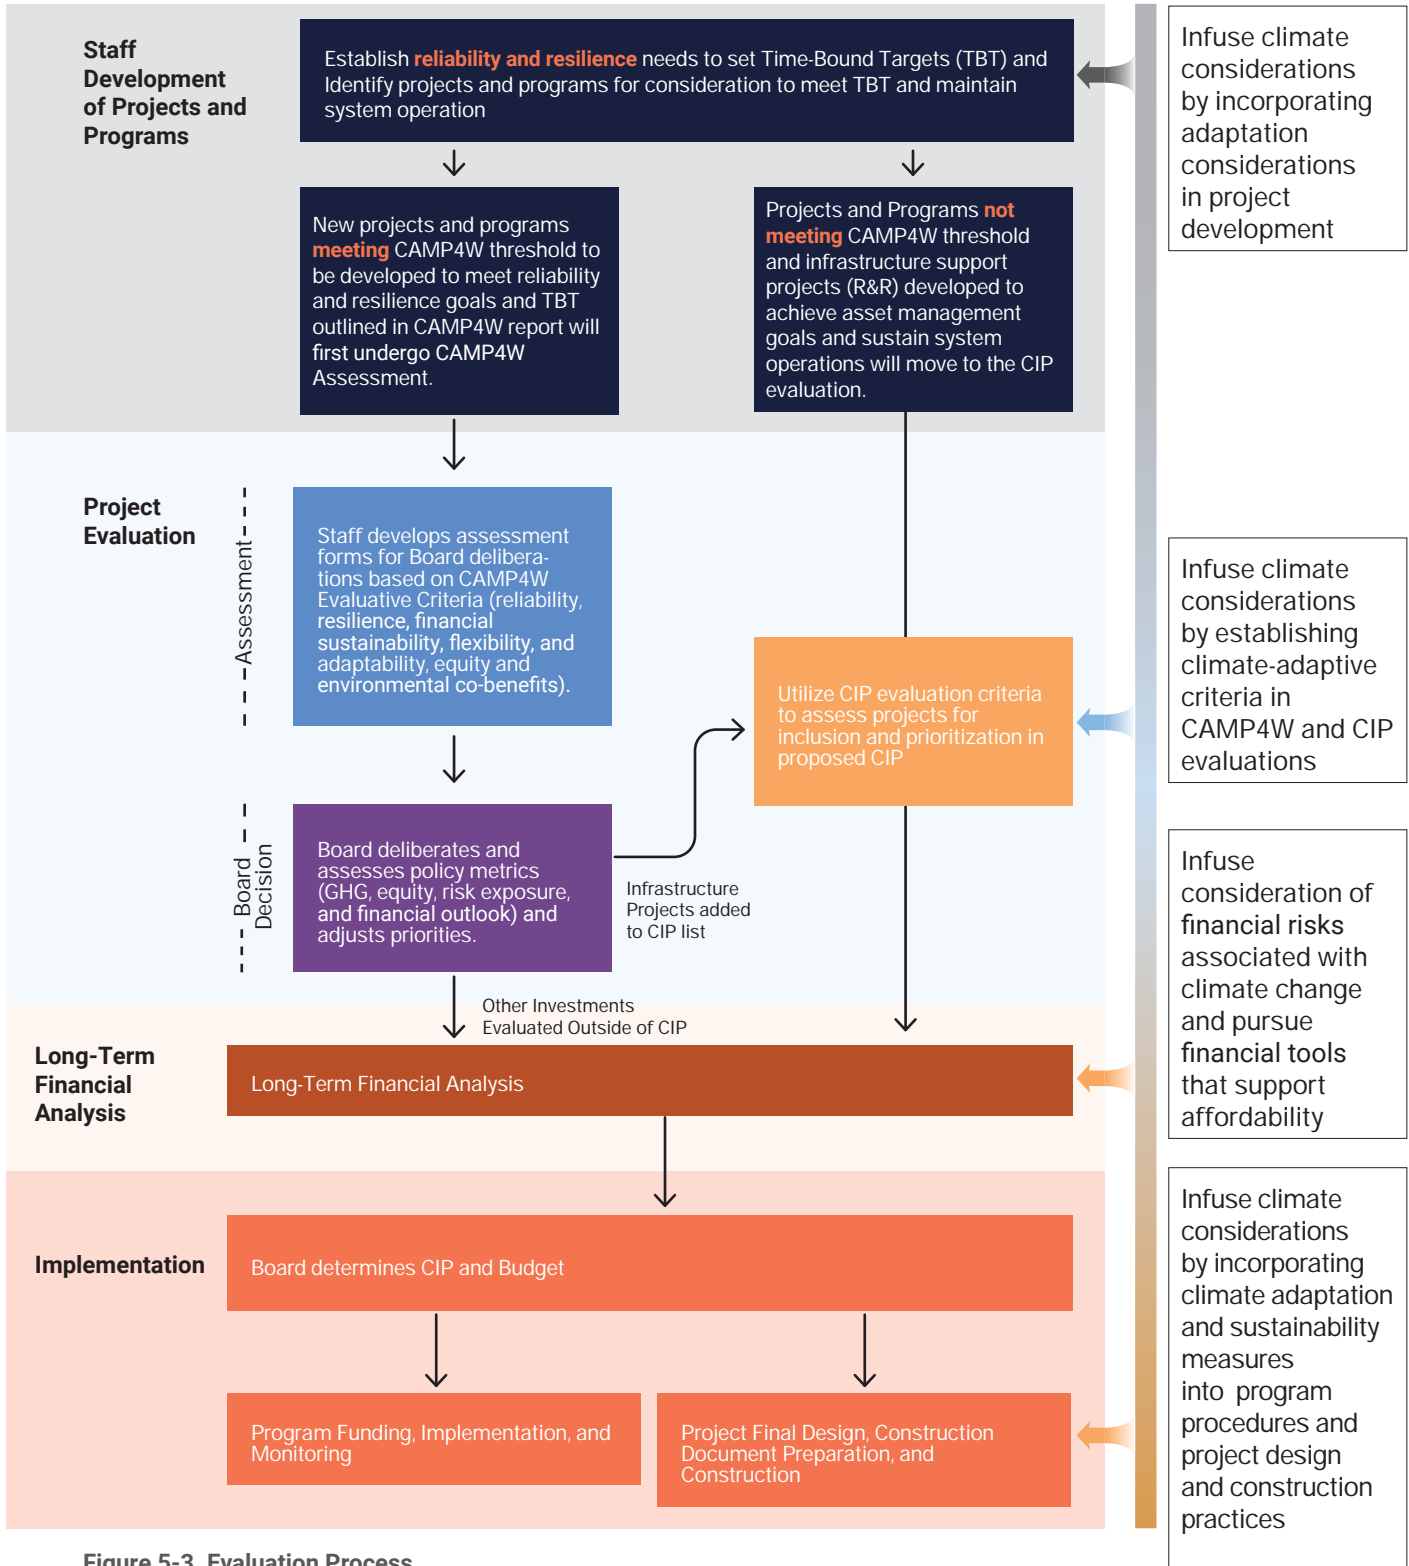 Staff
Development
of Projects and
Programs
Establish reliability and resilience needs to set Time-Bound Targets (TBT) and
Identify projects and programs for consideration to meet TBT and maintain
system operation
New projects and programs
meeting CAMP4W threshold to
be developed to meet reliability
and resilience goals and TBT
outlined in CAMP4W report will
first undergo CAMP4W
Assessment.
Projects and Programs not
meeting CAMP4W threshold
and infrastructure support
projects (R&R) developed to
achieve asset management
goals and sustain system
operations will move to the CIP
evaluation.
Infuse climate
considerations
by incorporating
adaptation
considerations
in project
development
Project
Evaluation
Assessment
Staff develops assessment
forms for Board delibera-
tions based on CAMP4W
Evaluative Criteria (reliability,
resilience, financial
sustainability, flexibility, and
adaptability, equity and
environmental co-benefits).
Utilize CIP evaluation criteria
to assess projects for
inclusion and prioritization in
proposed CIP
Infuse climate
considerations
by establishing
climate-adaptive
criteria in
CAMP4W and CIP
evaluations
Board
Decision
Board deliberates and
assesses policy metrics
(GHG, equity, risk exposure,
and financial outlook) and
adjusts priorities.
Infrastructure
Projects added
to CIP list
Other Investments
Evaluated Outside of CIP
Infuse
consideration of
financial risks
associated with
climate change
and pursue
financial tools
that support
affordability
Long-Term
Financial
Analysis
Long-Term Financial Analysis
Implementation
Board determines CIP and Budget
Program Funding, Implementation, and
Monitoring
Project Final Design, Construction
Document Preparation, and
Construction
Infuse climate
considerations
by incorporating
climate adaptation
and sustainability
measures
into program
procedures and
project design
and construction
practices
Figure 5-3. Evaluation Process